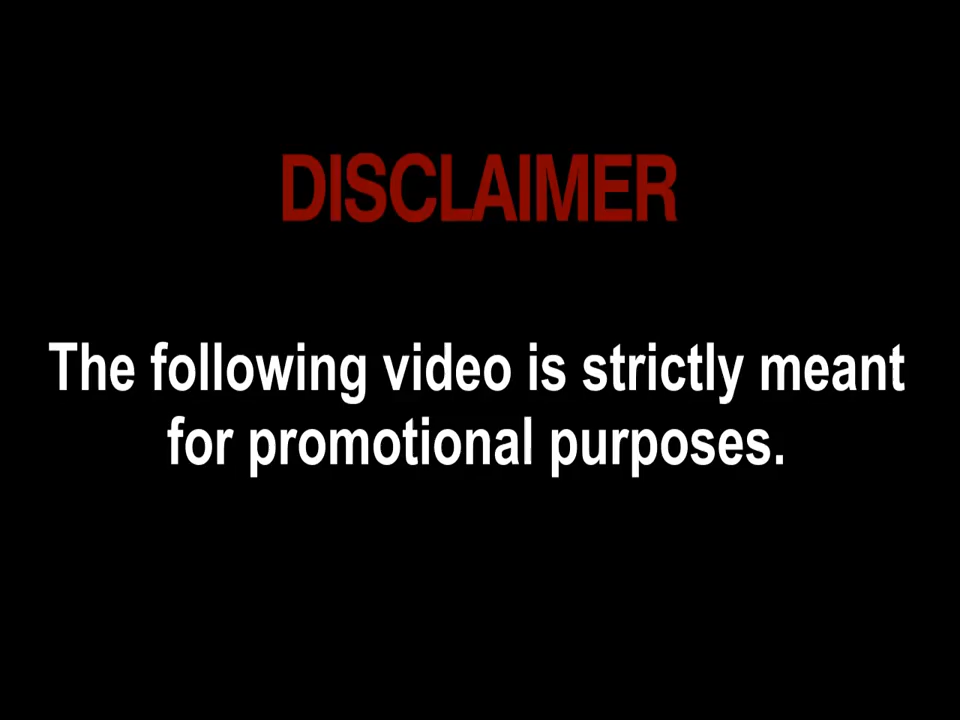 DISCLAIMER
The following video is strictly meant
for promotional purposes.